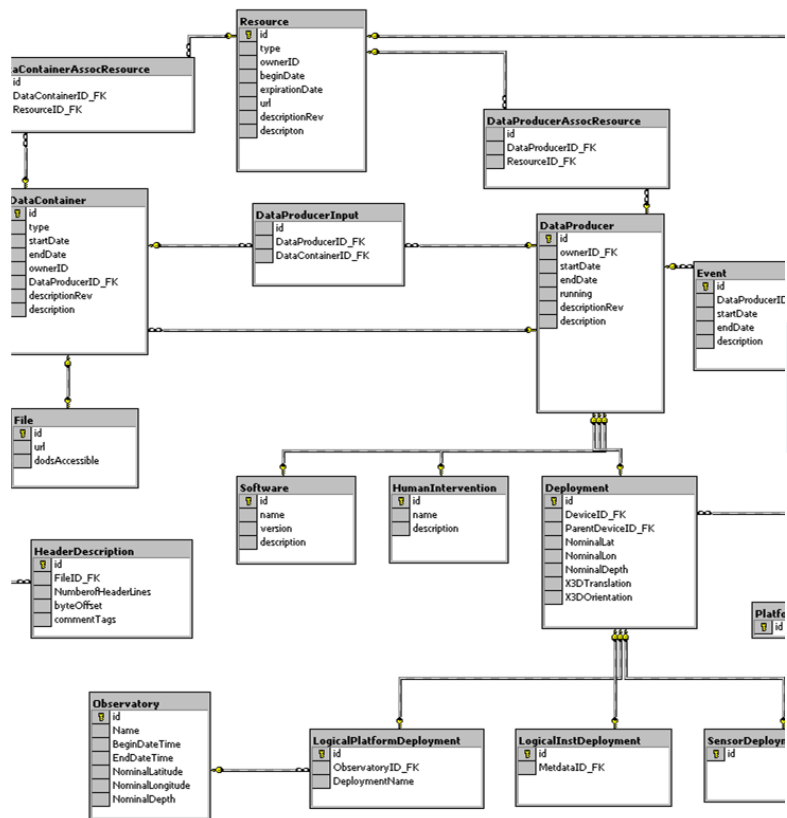 Resource
id
type
ownerID
beginDate
expirationDate
url
descriptionRev
descripton
aContainerAssocResource
id
DataContainerID_FK
ResourceID_FK
DataProducerAssocResource
id
DataProducerID_FK
ResourceID_FK
DataContainer
id
type
startDate
endDate
ownerID
DataProducerID_FK
descriptionRev
description
DataProducerInput
id
DataProducerID_FK
DataContainerID_FK
DataProducer
id
ownerID_FK
startDate
endDate
running
descriptionRev
description
Event
id
DataProducerID
startDate
endDate
description
File
id
url
dodsAccessible
Software
id
name
version
description
HumanIntervention
id
name
description
Deployment
id
DeviceID_FK
ParentDeviceID_FK
NominalLat
NominalLon
NominalDepth
X3DTranslation
X3DOrientation
HeaderDescription
id
FileID_FK
NumberofHeaderLines
byteOffset
commentTags
Platfo
id
Observatory
id
Name
BeginDateTime
EndDateTime
NominalLatitude
NominalLongitude
NominalDepth
LogicalPlatformDeployment
id
ObservatoryID_FK
DeploymentName
LogicalInstDeployment
id
MetdataID_FK
SensorDeploym
id